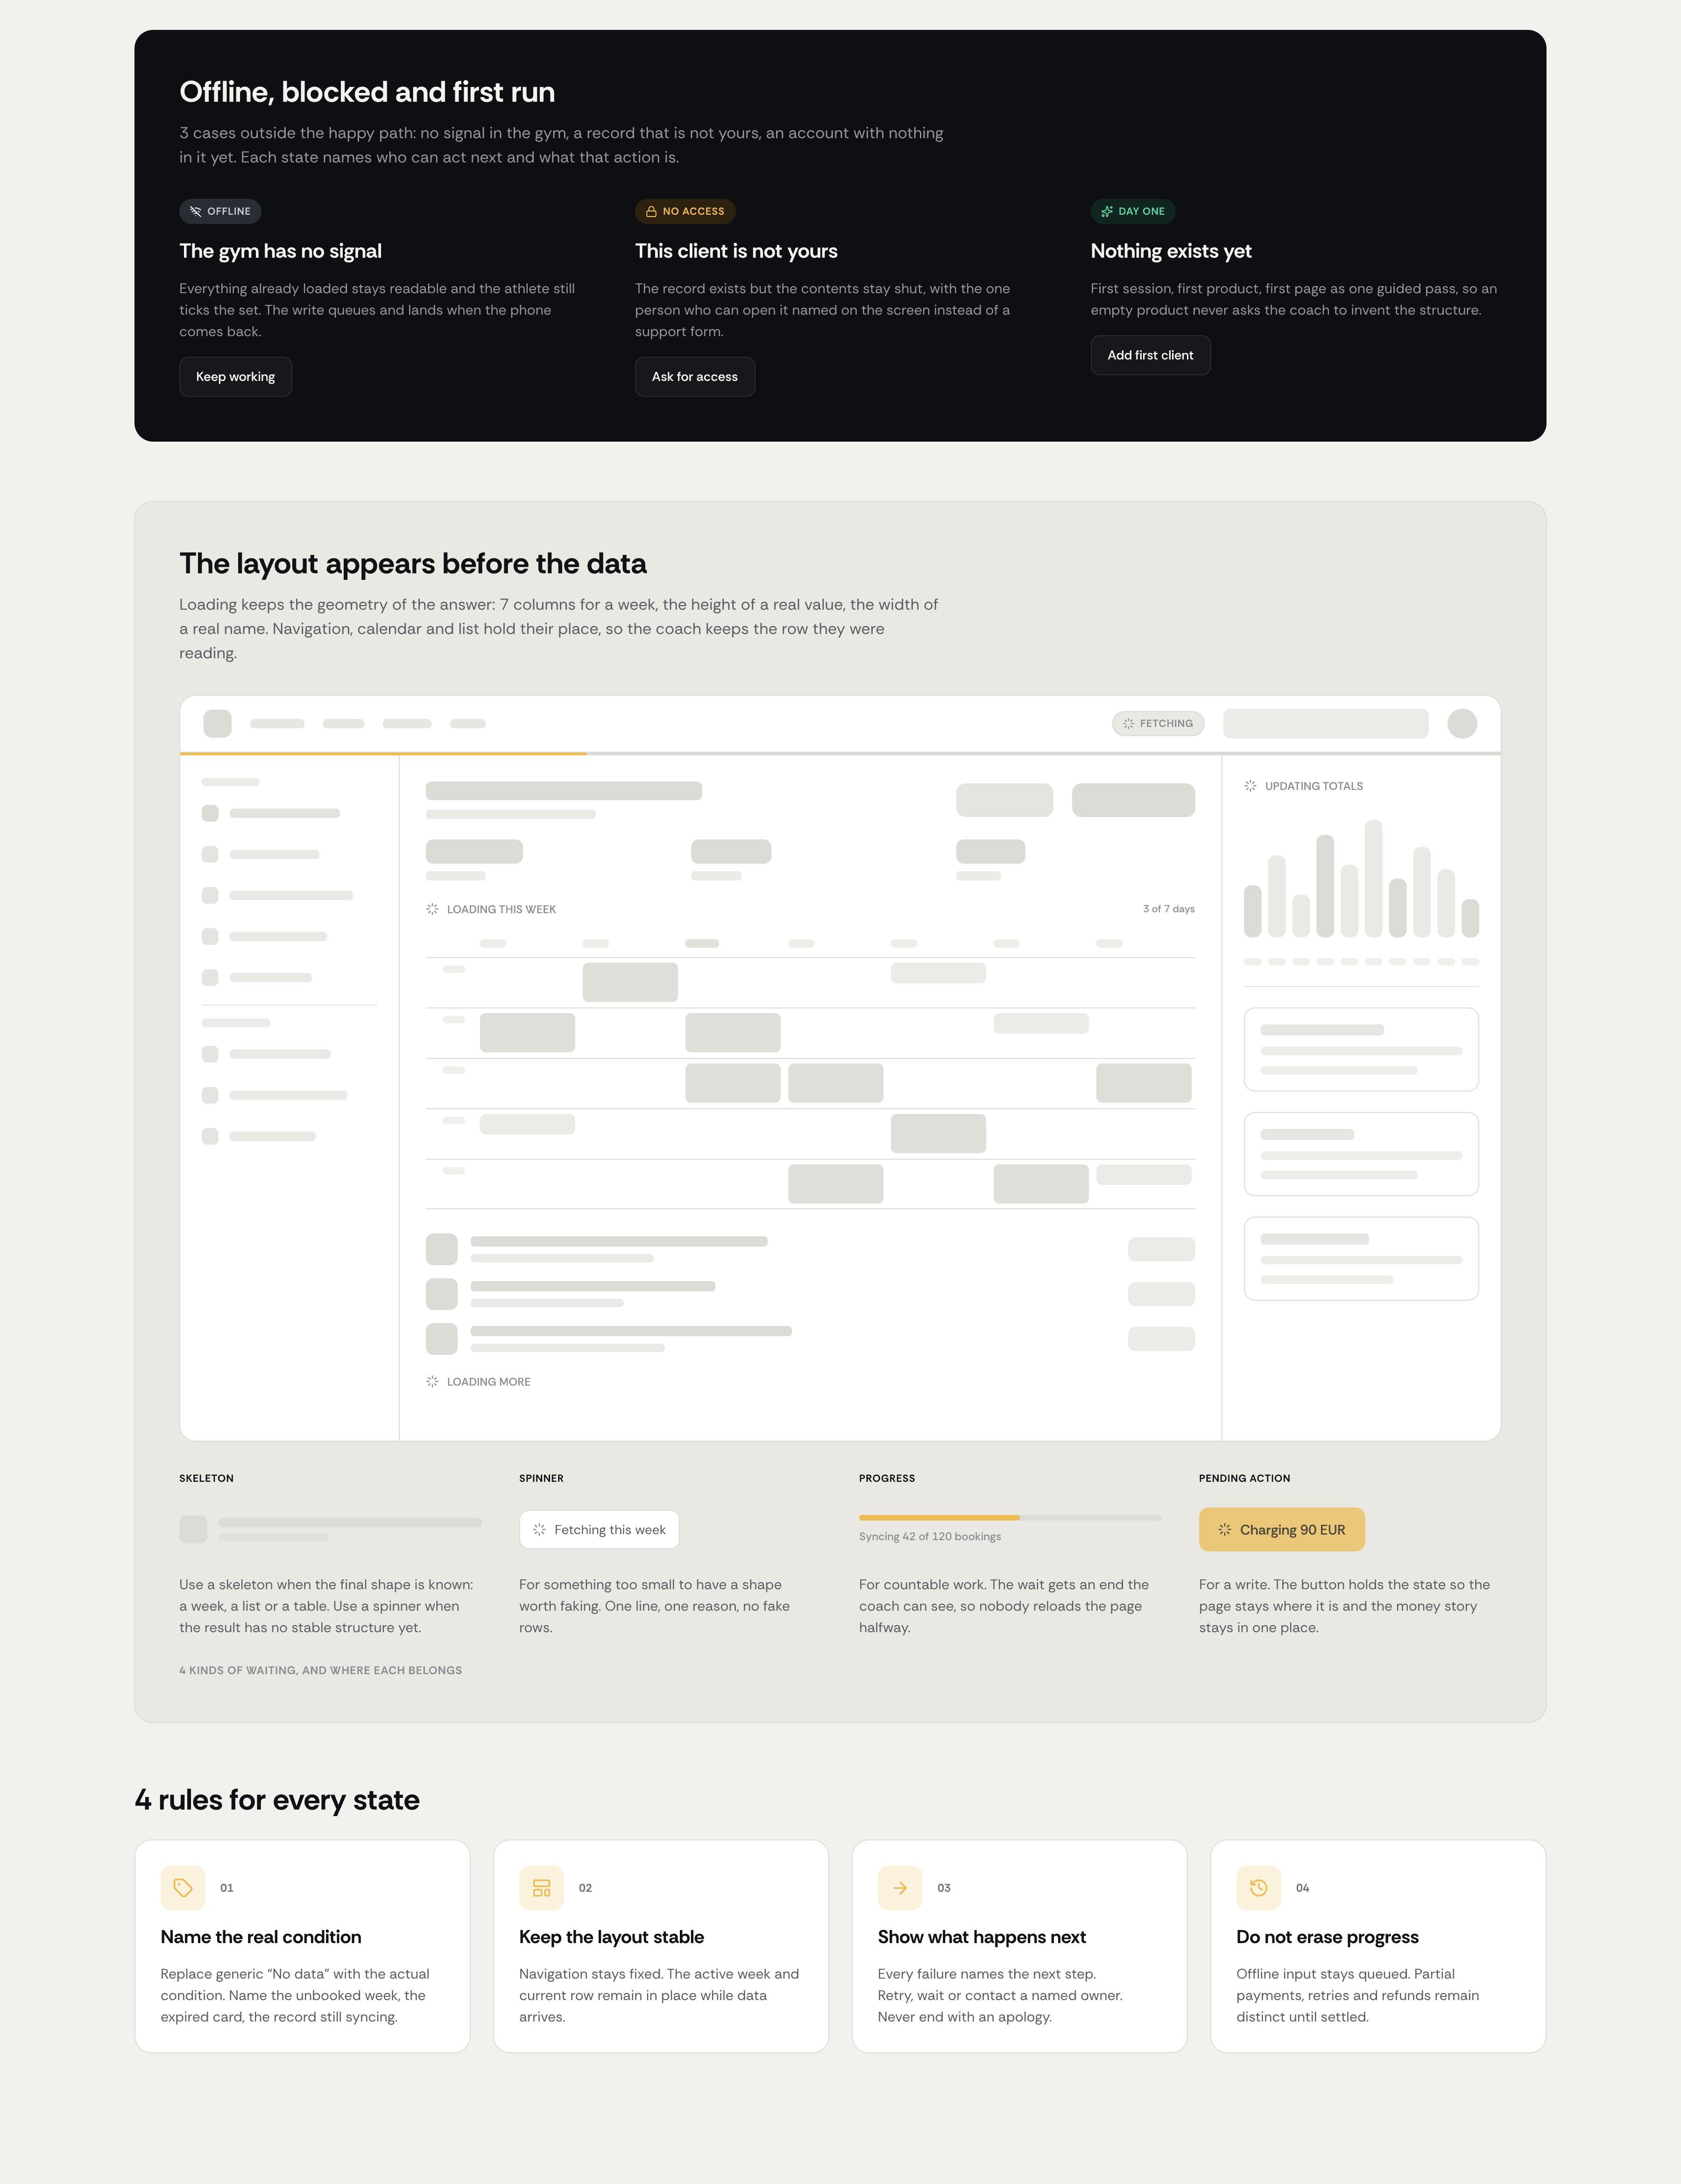 Offline, blocked and first run
3 cases outside the happy path: no signal in the gym, a record that is not yours, an account with nothing
in it yet. Each state names who can act next and what that action is.
OFFLINE
The gym has no signal
Everything already loaded stays readable and the athlete still
ticks the set. The write queues and lands when the phone
comes back.
Keep working
NO ACCESS
This client is not yours
The record exists but the contents stay shut, with the one
person who can open it named on the screen instead of a
support form.
Ask for access
DAY ONE
Nothing exists yet
First session, first product, first page as one guided pass, so an
empty product never asks the coach to invent the structure.
Add first client
The layout appears before the data
Loading keeps the geometry of the answer: 7 columns for a week, the height of a real value, the width of
a real name. Navigation, calendar and list hold their place, so the coach keeps the row they were
reading.
FETCHING
UPDATING TOTALS
LOADING THIS WEEK
3 of 7 days
LOADING MORE
SKELETON
Use a skeleton when the final shape is known:
a week, a list or a table. Use a spinner when
the result has no stable structure yet.
SPINNER
Fetching this week
For something too small to have a shape
worth faking. One line, one reason, no fake
rows.
PROGRESS
Syncing 42 of 120 bookings
For countable work. The wait gets an end the
coach can see, so nobody reloads the page
halfway.
PENDING ACTION
Charging 90 EUR
For a write. The button holds the state so the
page stays where it is and the money story
stays in one place.
4 KINDS OF WAITING, AND WHERE EACH BELONGS
4 rules for every state
01
Name the real condition
Replace generic “No data” with the actual
condition. Name the unbooked week, the
expired card, the record still syncing.
02
Keep the layout stable
Navigation stays fixed. The active week and
current row remain in place while data
arrives.
03
Show what happens next
Every failure names the next step.
Retry, wait or contact a named owner.
Never end with an apology.
04
Do not erase progress
Offline input stays queued. Partial
payments, retries and refunds remain
distinct until settled.